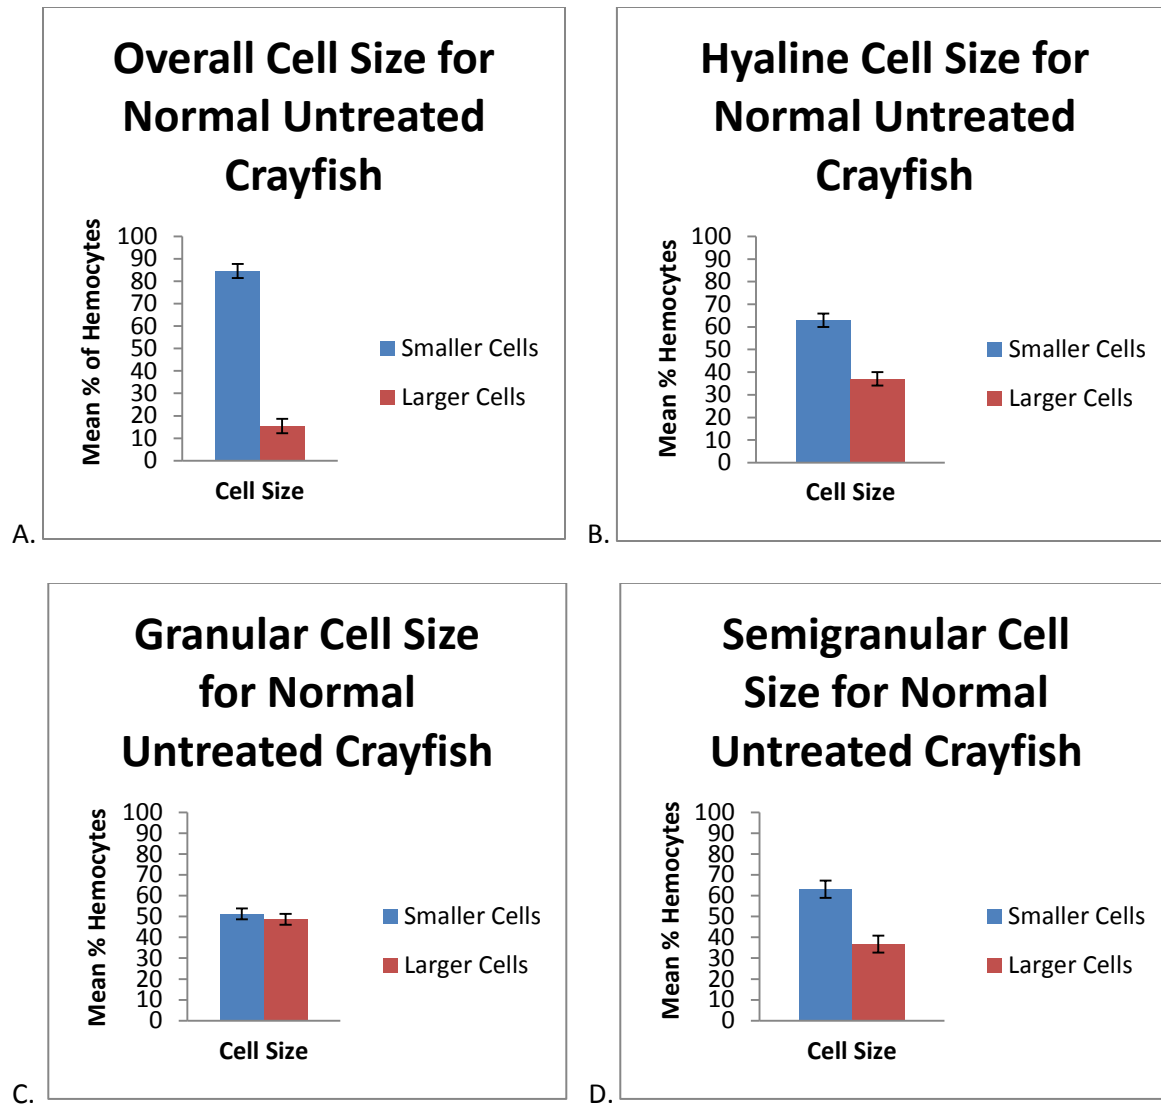 Overall Cell Size for
Normal Untreated
Crayfish
Mean % of Hemocytes
100
90
80
70
60
50
40
30
20
10
0
Cell Size
Smaller Cells
Larger Cells
A.
Hyaline Cell Size for
Normal Untreated
Crayfish
Mean % Hemocytes
100
90
80
70
60
50
40
30
20
10
0
Cell Size
Smaller Cells
Larger Cells
B.
Granular Cell Size
for Normal
Untreated Crayfish
Mean % Hemocytes
100
90
80
70
60
50
40
30
20
10
0
Cell Size
Smaller Cells
Larger Cells
C.
Semigranular Cell
Size for Normal
Untreated Crayfish
Mean % Hemocytes
100
90
80
70
60
50
40
30
20
10
0
Cell Size
Smaller Cells
Larger Cells
D.